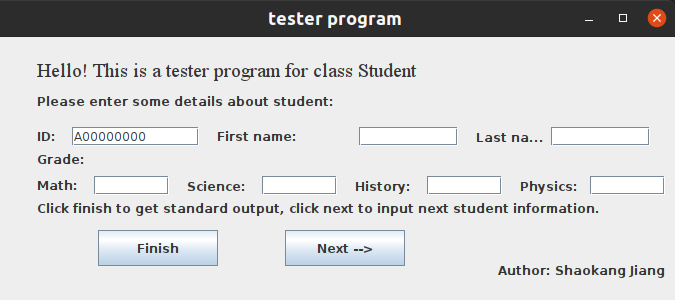 tester program
Hello! This is a tester program for class Student
Please enter some details about student:
ID: A00000000 First name: Last na...
Grade:
Math: Science: History: Physics:
Click finish to get standard output, click next to input next student information.
Finish Next -->
Author: Shaokang Jiang